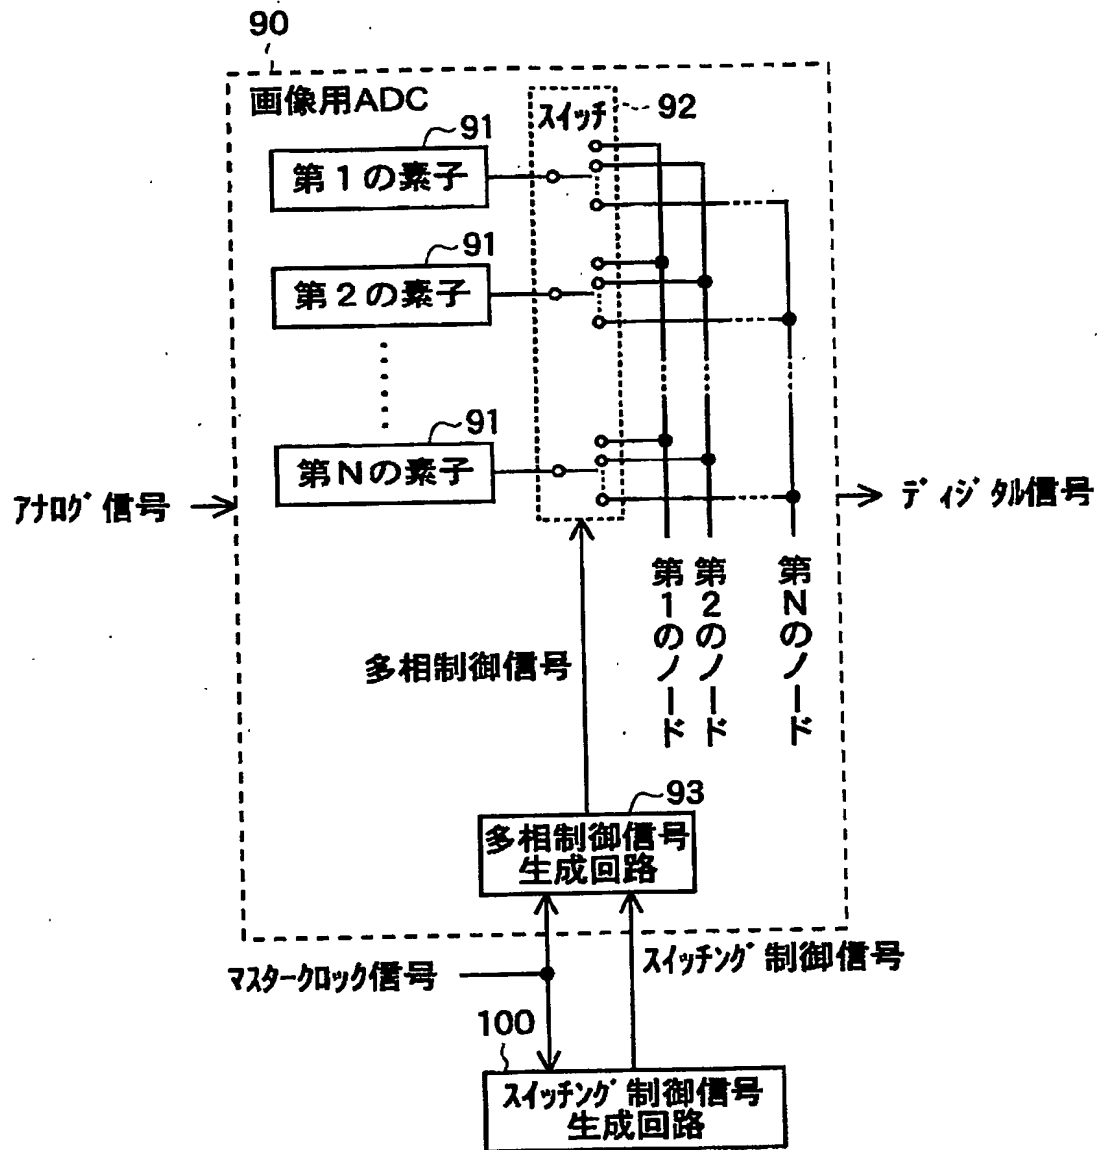 90
画像用ADC
スイッチ
92
91
第1の素子
91
第2の素子
91
第Nの素子
アナログ信号
ディジタル信号
第1のノード
第2のノード
第Nのノード
多相制御信号
93
多相制御信号
生成回路
マスタークロック信号
スイッチング制御信号
100
スイッチング制御信号
生成回路